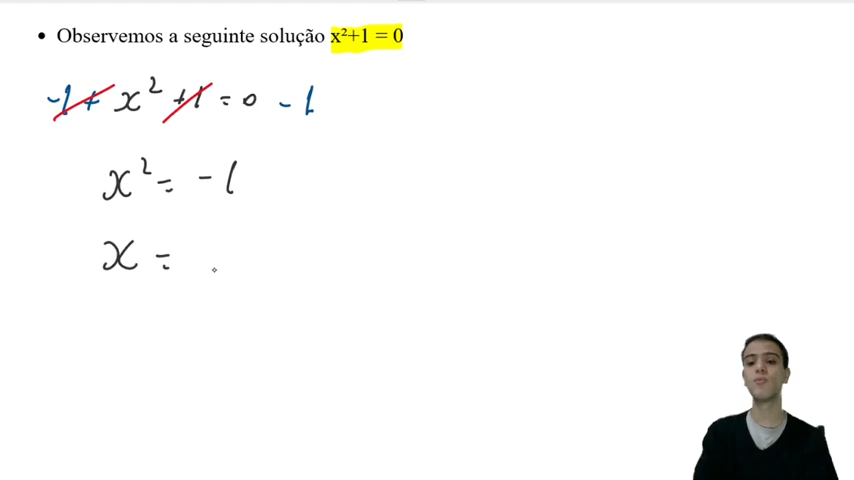 • Observemos a seguinte solução x²+1 = 0
-1 + x² + 1 = 0 - 1
x² = -1
x =